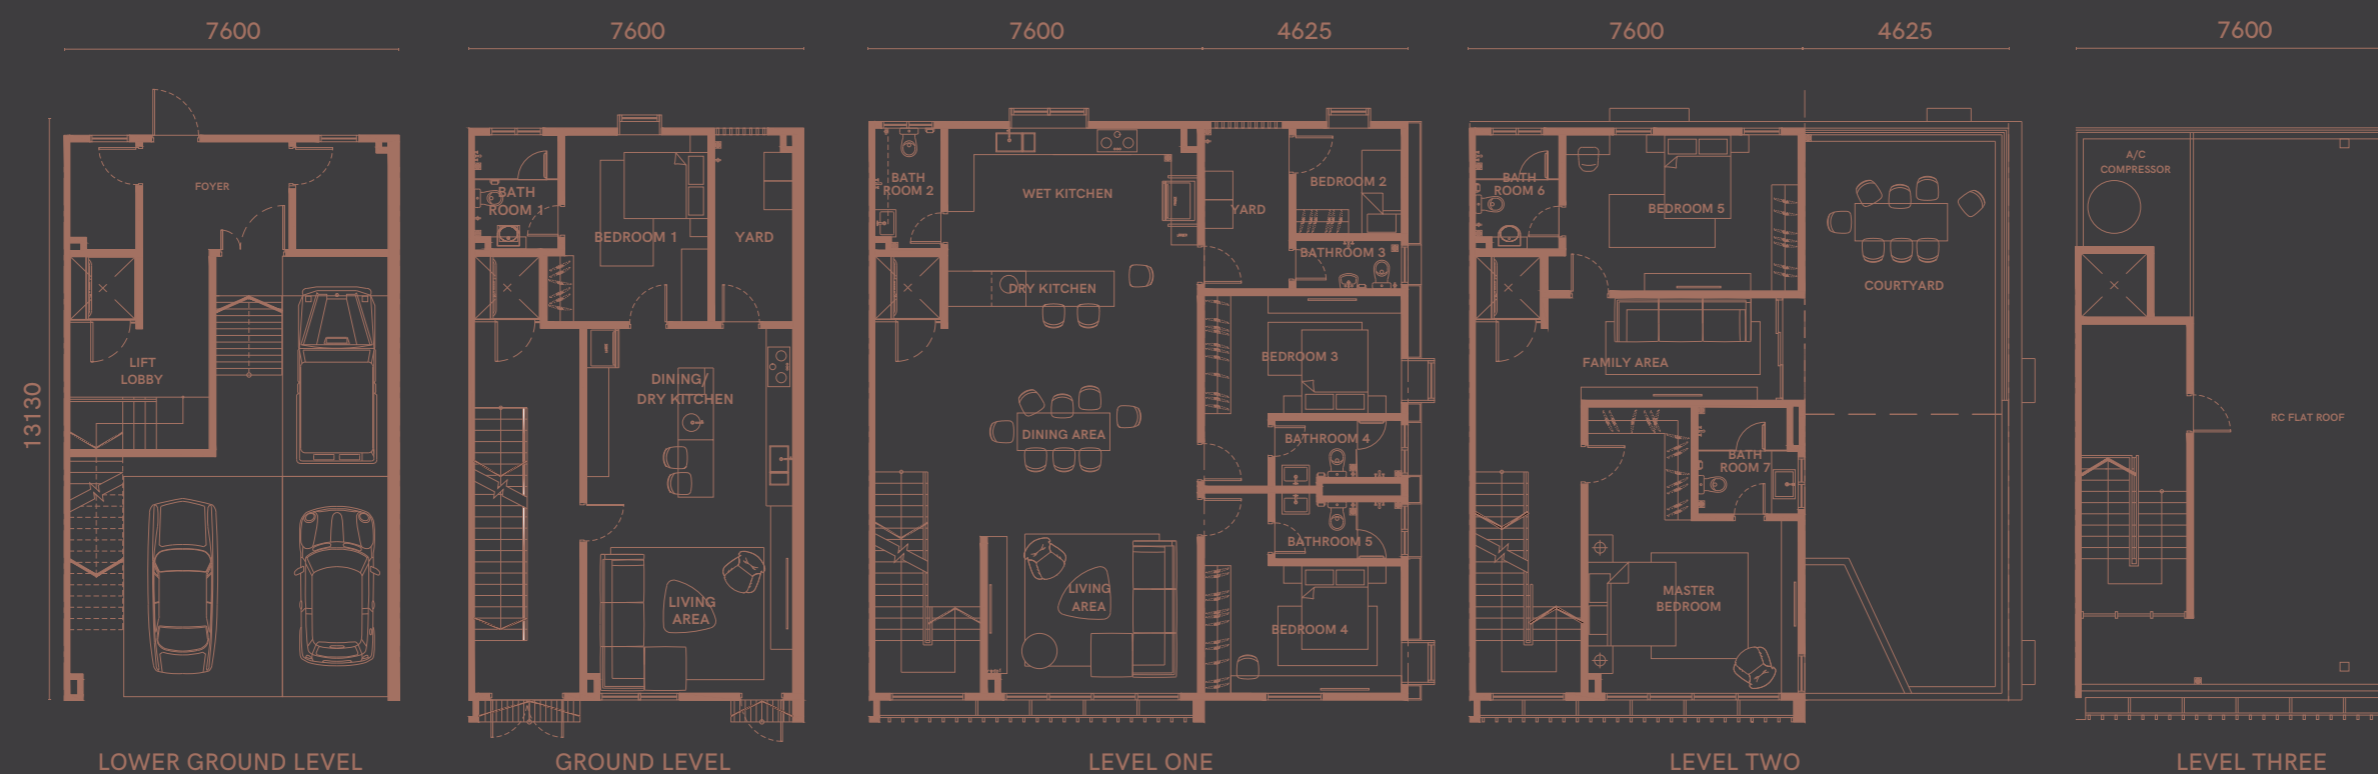 7600
7600
7600
4625
7600
4625
7600
13130
FOYER
LIFT
LOBBY
LOWER GROUND LEVEL
BATH
ROOM 1
BEDROOM 1
YARD
DINING/
DRY KITCHEN
LIVING
AREA
GROUND LEVEL
BATH
ROOM 2
WET KITCHEN
YARD
BEDROOM 2
BATHROOM 3
DRY KITCHEN
BEDROOM 3
DINING AREA
BATHROOM 4
BATHROOM 5
LIVING
AREA
BEDROOM 4
LEVEL ONE
BATH
ROOM 6
BEDROOM 5
COURTYARD
FAMILY AREA
BATH
ROOM 7
MASTER
BEDROOM
LEVEL TWO
A/C
COMPRESSOR
RC FLAT ROOF
LEVEL THREE